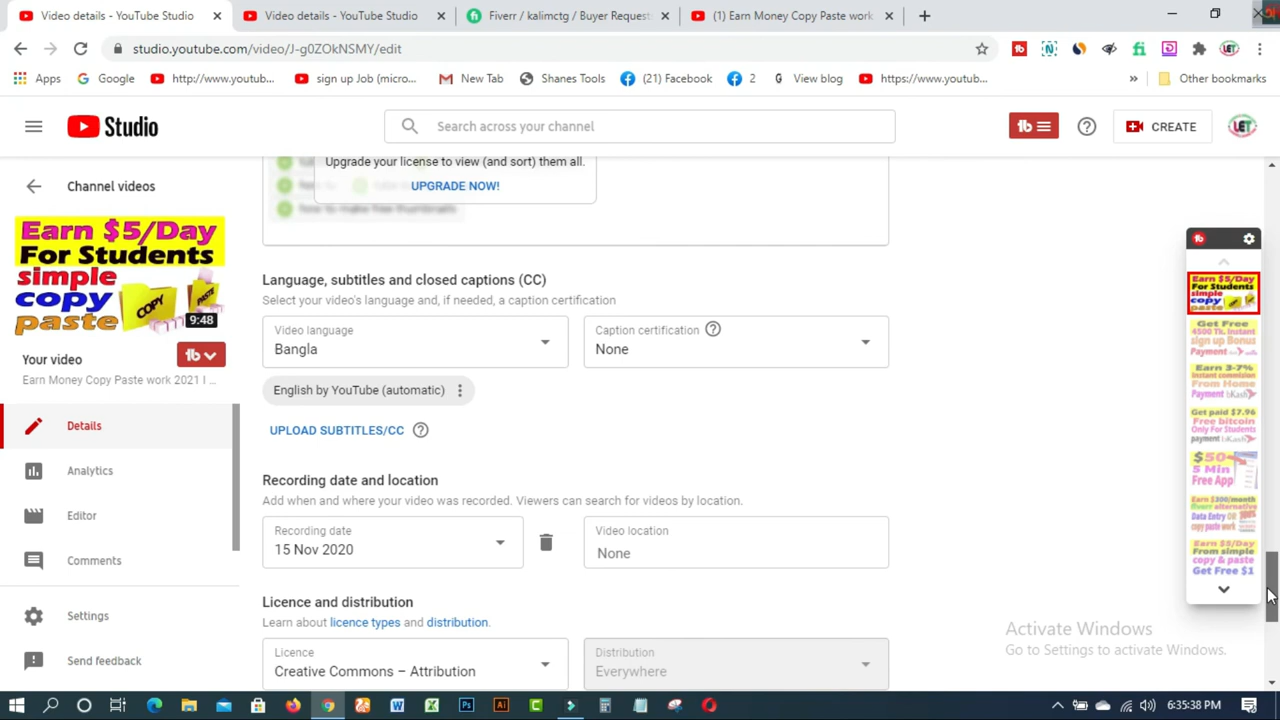 Video details - YouTube Studio
Video details - YouTube Studio
Fiverr / kalimctg / Buyer Request
(1) Earn Money Copy Paste work
studio.youtube.com/video/J-g0ZOkNSMY/edit
Apps
Google
http://www.youtub...
sign up Job (micro...
New Tab
Shanes Tools
(21) Facebook
2
View blog
https://www.youtub...
Other bookmarks
Studio
Search across your channel
CREATE
LET
Channel videos
Earn $5/Day
For Students
simple
copy
paste
COPY
PASTE
9:48
Your video
Earn Money Copy Paste work 2021 I ...
Details
Analytics
Editor
Comments
Settings
Send feedback
Upgrade your license to view (and sort) them all.
UPGRADE NOW!
how to make free thumbnails
Language, subtitles and closed captions (CC)
Select your video's language and, if needed, a caption certification
Video language
Bangla
Caption certification
None
English by YouTube (automatic)
UPLOAD SUBTITLES/CC
Recording date and location
Add when and where your video was recorded. Viewers can search for videos by location.
Recording date
15 Nov 2020
Video location
None
Licence and distribution
Learn about licence types and distribution.
Licence
Creative Commons – Attribution
Distribution
Everywhere
Earn $5/Day
For Students
simple
copy
paste
Get Free
4500 Tk. Instant
sign up Bonus
Payment
Earn 3-7%
Instant commision
From Home
Payment bKash
Get paid $7.96
Free bitcoin
Only For Students
payment bKash
$50
5 Min
Free App
Earn $300/month
fiverr alternative
Data Entry OR
copy paste work
Earn $5/Day
From simple
copy & paste
Get Free $1
Activate Windows
Go to Settings to activate Windows.
6:35:38 PM